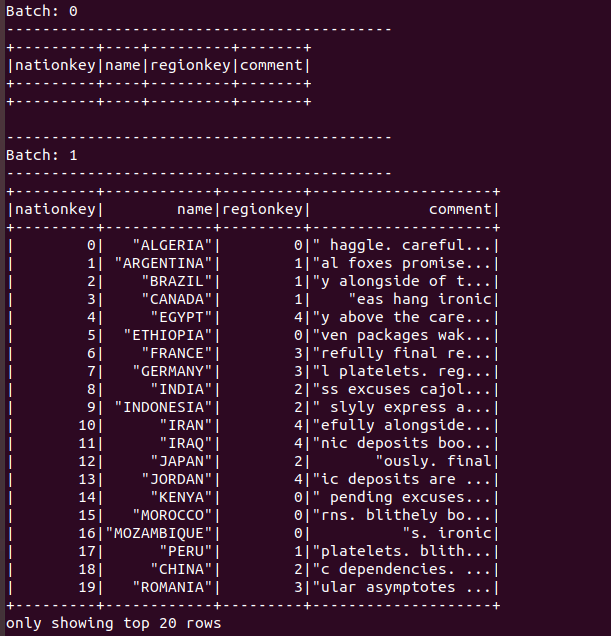 Batch: 0
-------------------------------------------
+---------+----+---------+-------+
|nationkey|name|regionkey|comment|
+---------+----+---------+-------+
+---------+----+---------+-------+
-------------------------------------------
Batch: 1
-------------------------------------------
+---------+------------+---------+--------------------+
|nationkey|        name|regionkey|             comment|
+---------+------------+---------+--------------------+
|        0|   "ALGERIA"|        0|" haggle. careful...|
|        1| "ARGENTINA"|        1|"al foxes promise...|
|        2|    "BRAZIL"|        1|"y alongside of t...|
|        3|    "CANADA"|        1|    "eas hang ironic|
|        4|     "EGYPT"|        4|"y above the care...|
|        5|  "ETHIOPIA"|        0|"ven packages wak...|
|        6|    "FRANCE"|        3|"refully final re...|
|        7|   "GERMANY"|        3|"l platelets. reg...|
|        8|     "INDIA"|        2|"ss excuses cajol...|
|        9| "INDONESIA"|        2|" slyly express a...|
|       10|      "IRAN"|        4|"efully alongside...|
|       11|      "IRAQ"|        4|"nic deposits boo...|
|       12|     "JAPAN"|        2|       "ously. final|
|       13|    "JORDAN"|        4|"ic deposits are ...|
|       14|     "KENYA"|        0|" pending excuses...|
|       15|   "MOROCCO"|        0|"rns. blithely bo...|
|       16|"MOZAMBIQUE"|        0|          "s. ironic|
|       17|      "PERU"|        1|"platelets. blith...|
|       18|     "CHINA"|        2|"c dependencies. ...|
|       19|   "ROMANIA"|        3|"ular asymptotes ...|
+---------+------------+---------+--------------------+
only showing top 20 rows